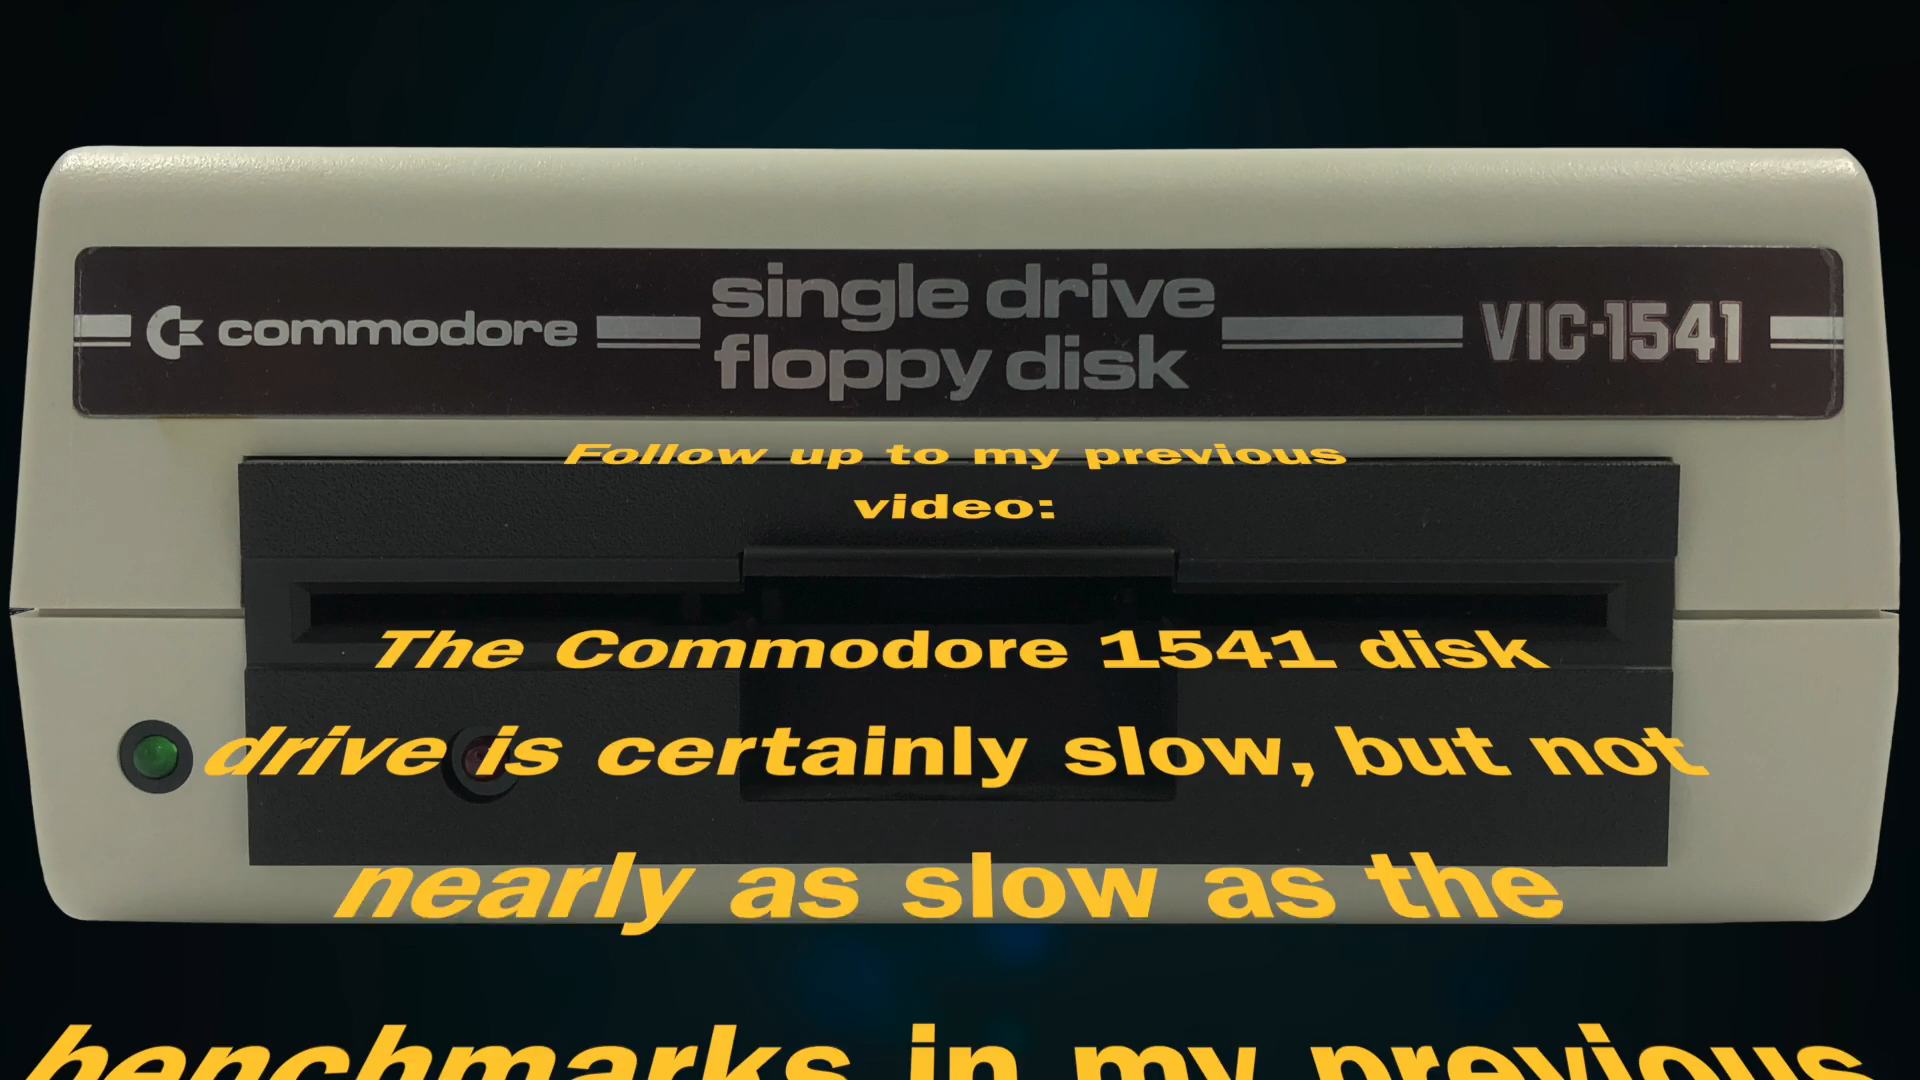 commodore
single drive
floppy disk
VIC-1541
Follow up to my previous
video:
The Commodore 1541 disk
drive is certainly slow, but not
nearly as slow as the
benchmarks in my previous